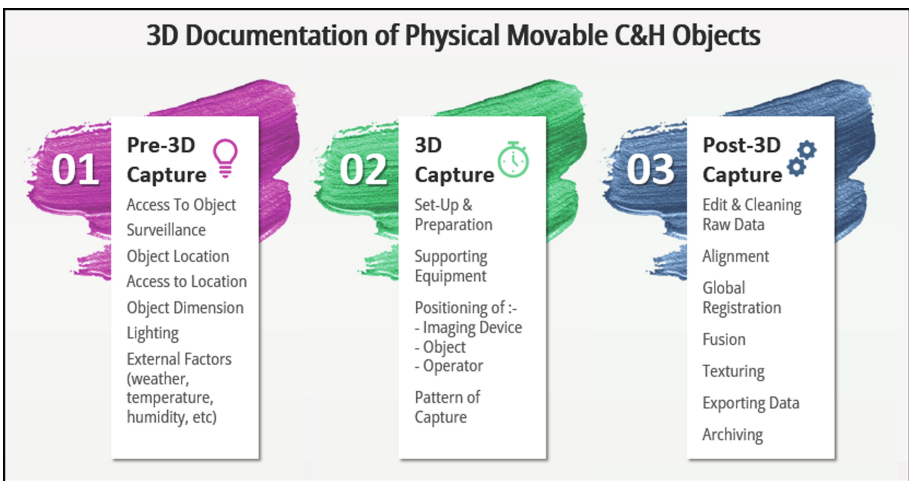 3D Documentation of Physical Movable C&H Objects
01
Pre-3D
Capture
Access To Object
Surveillance
Object Location
Access to Location
Object Dimension
Lighting
External Factors
(weather,
temperature,
humidity, etc)
02
3D
Capture
Set-Up &
Preparation
Supporting
Equipment
Positioning of :-
- Imaging Device
- Object
- Operator
Pattern of
Capture
03
Post-3D
Capture
Edit & Cleaning
Raw Data
Alignment
Global
Registration
Fusion
Texturing
Exporting Data
Archiving